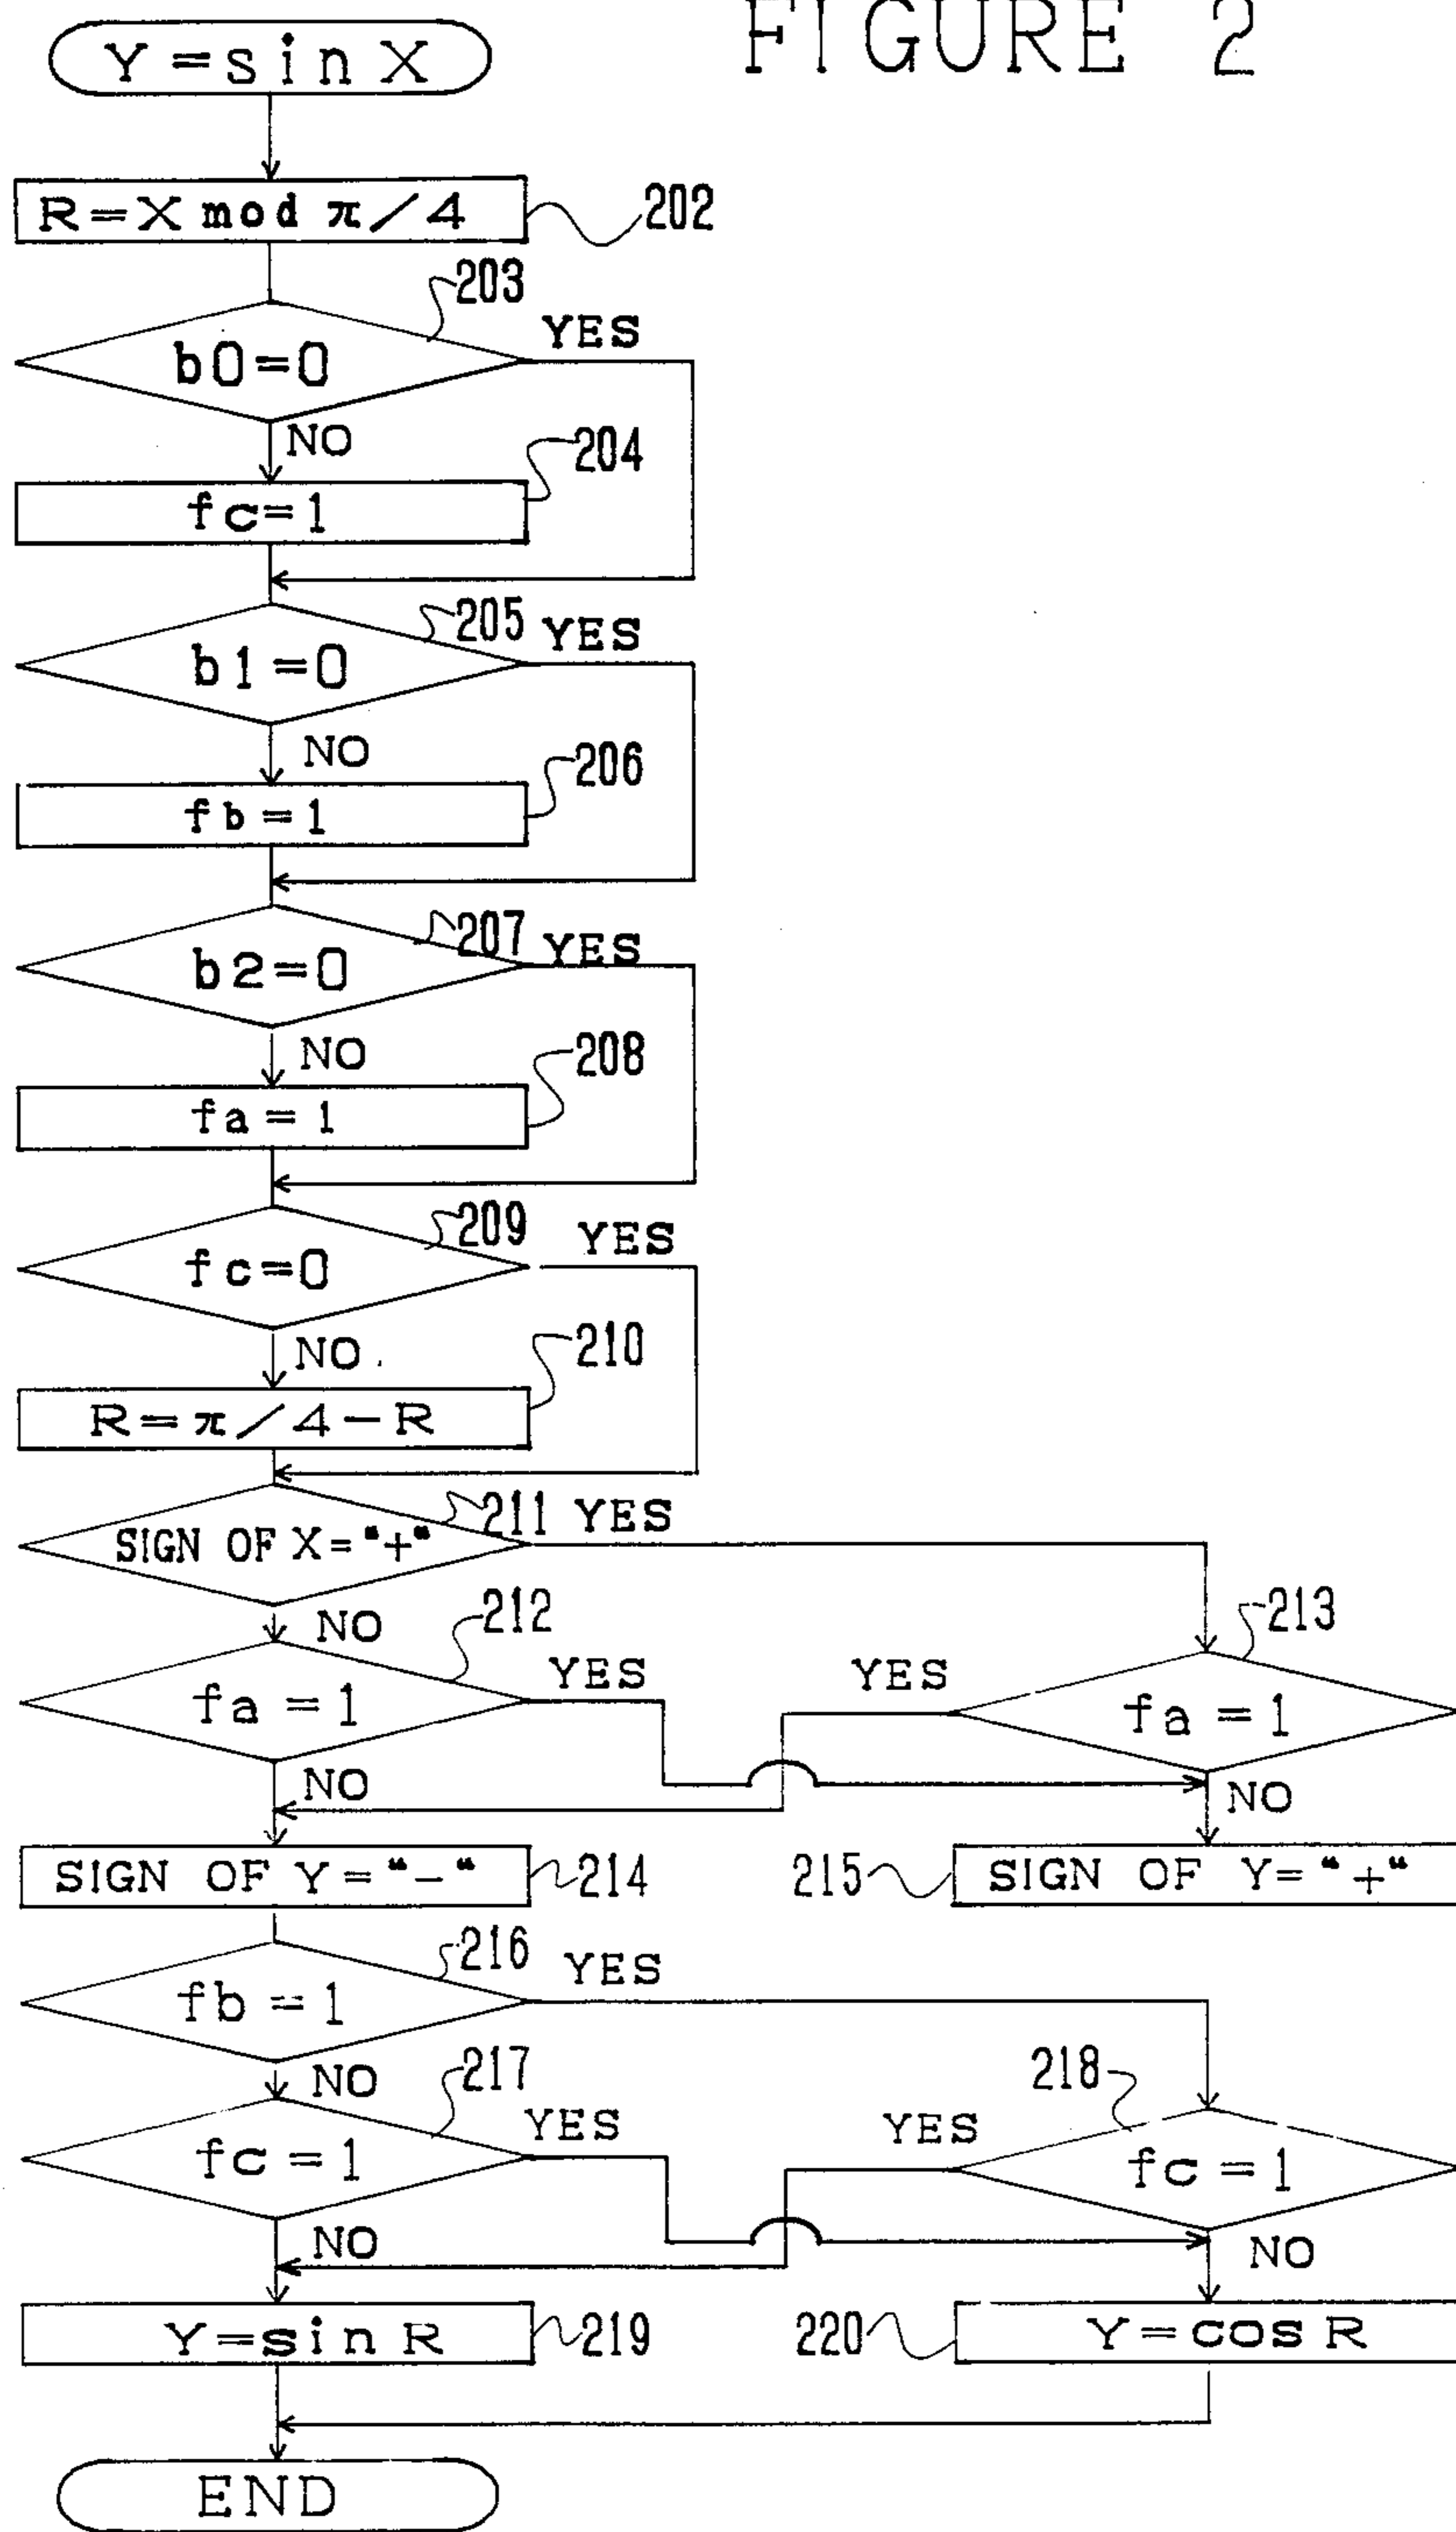 FIGURE 2
Y=sin X
R=X mod π/4
202
203
b0=0
YES
NO
204
fc=1
205
YES
b1=0
NO
206
fb=1
207
YES
b2=0
NO
208
fa=1
209
YES
fc=0
NO
210
R=π/4-R
211
YES
SIGN OF X="+"
NO
212
213
YES
YES
fa=1
fa=1
NO
NO
SIGN OF Y="-"
214
215
SIGN OF Y="+"
216
YES
fb=1
NO
217
218
YES
YES
fc=1
fc=1
NO
NO
Y=sin R
219
220
Y=cos R
END